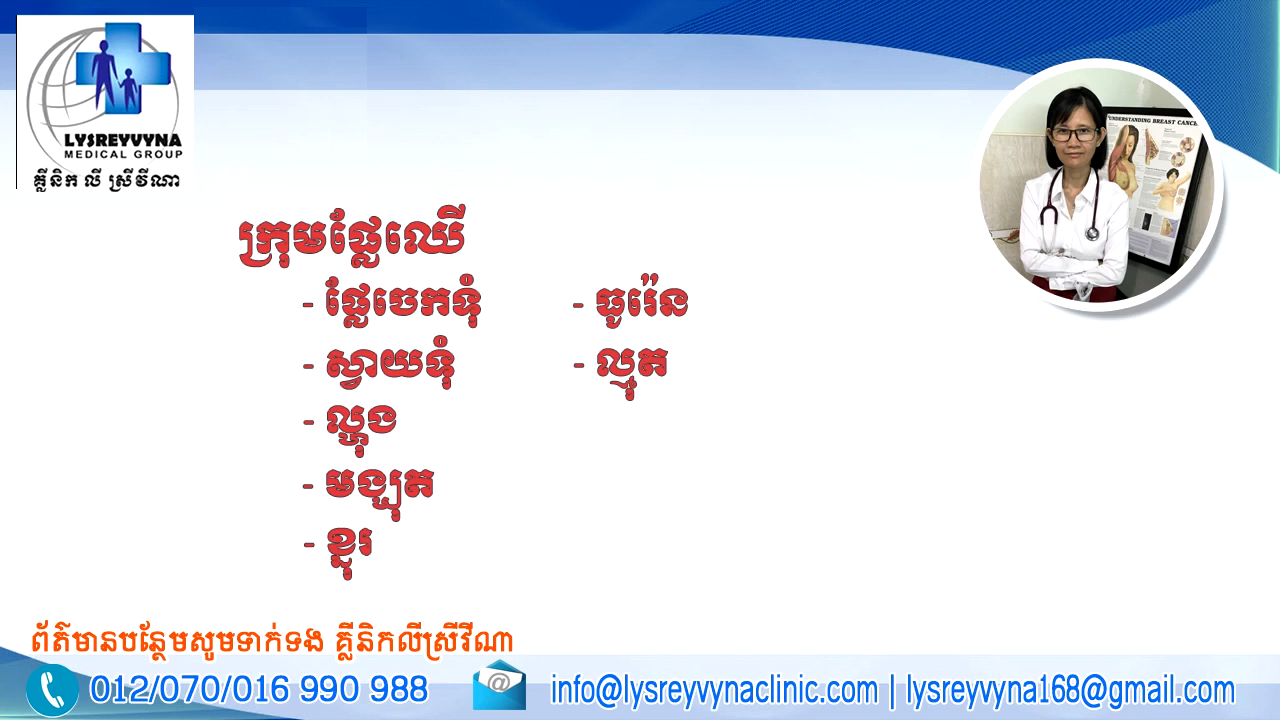 LYSREYVYNA
MEDICAL GROUP
គ្លីនិក លី ស្រីវីណា
UNDERSTANDING BREAST CANCE
ក្រុមផ្លែឈើ
- ផ្លែចេកទុំ
- ស្វាយទុំ
- ល្ហុង
- មង្ឃុត
- ខ្នុរ
- ធូរ៉េន
- ល្មុត
ព័ត៌មានបន្ថែមសូមទាក់ទង គ្លីនិកលីស្រីវីណា
012/070/016 990 988
info@lysreyvynaclinic.com | lysreyvyna168@gmail.com